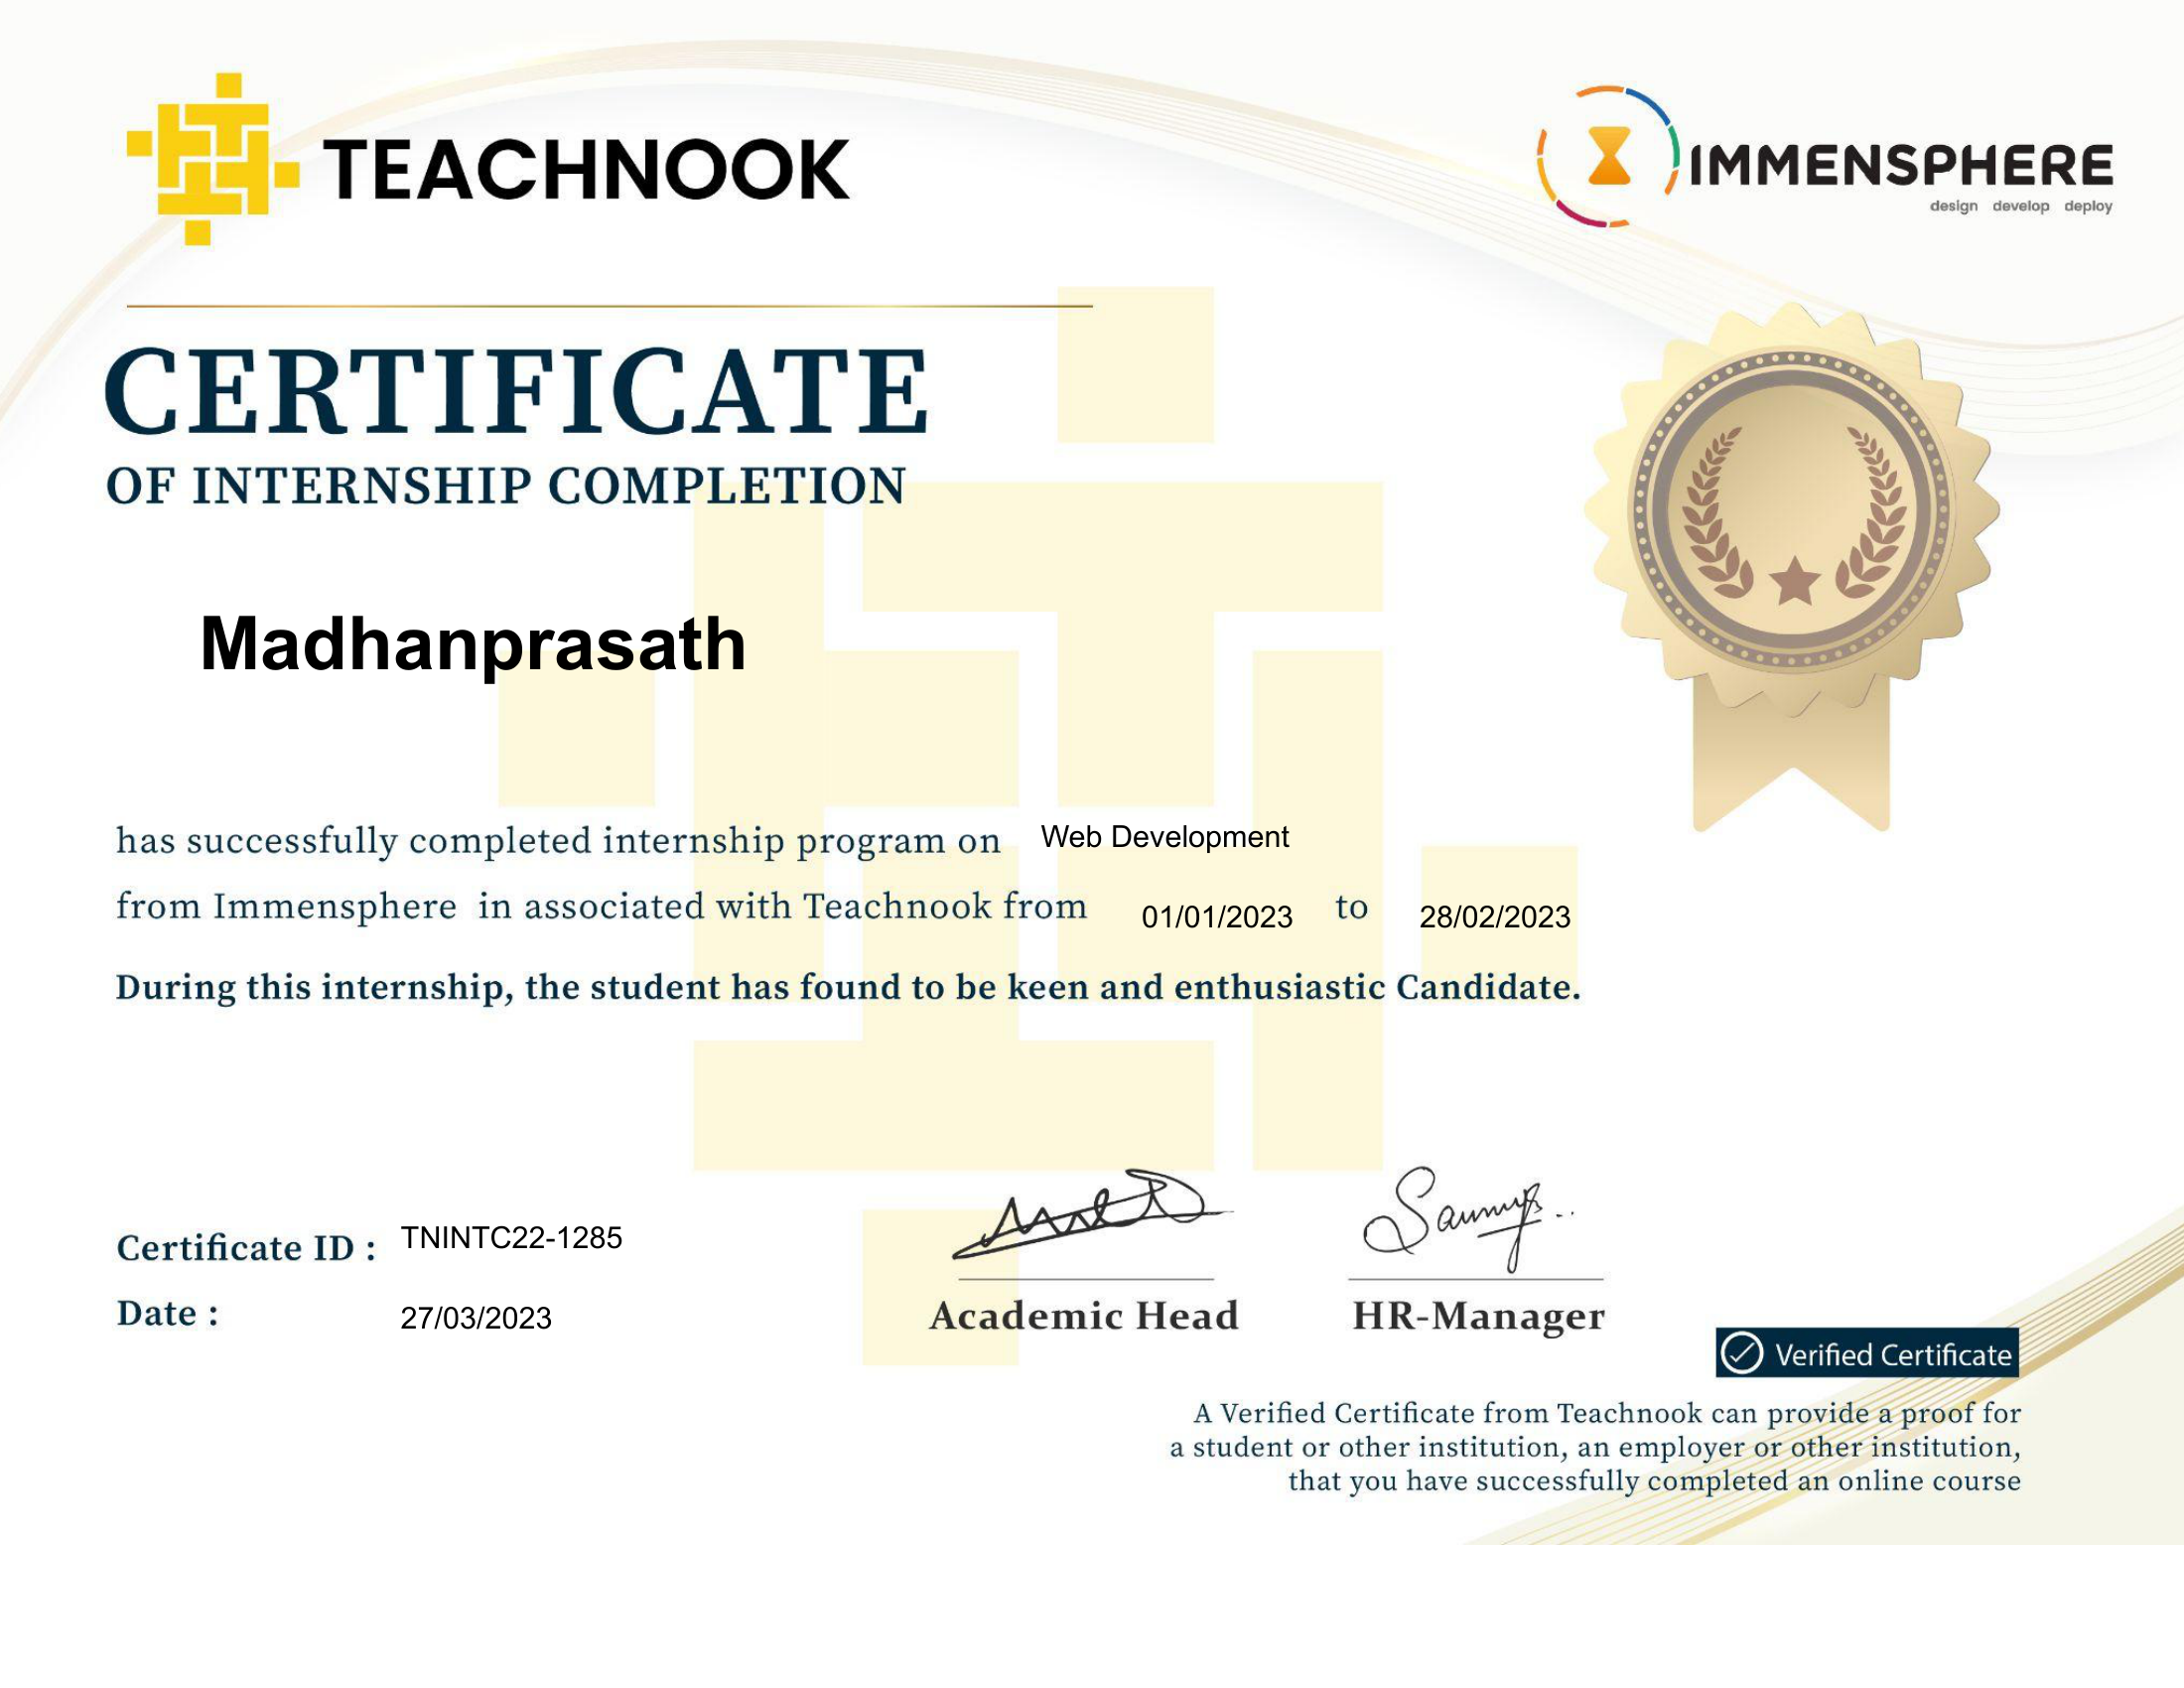 TEACHNOOK
IMMENSPHERE
design develop deploy
CERTIFICATE
OF INTERNSHIP COMPLETION
Madhanprasath
has successfully completed internship program on Web Development
from Immensphere in associated with Teachnook from 01/01/2023 to 28/02/2023
During this internship, the student has found to be keen and enthusiastic Candidate.
Certificate ID : TNINTC22-1285
Date : 27/03/2023
Academic Head
HR-Manager
Verified Certificate
A Verified Certificate from Teachnook can provide a proof for
a student or other institution, an employer or other institution,
that you have successfully completed an online course